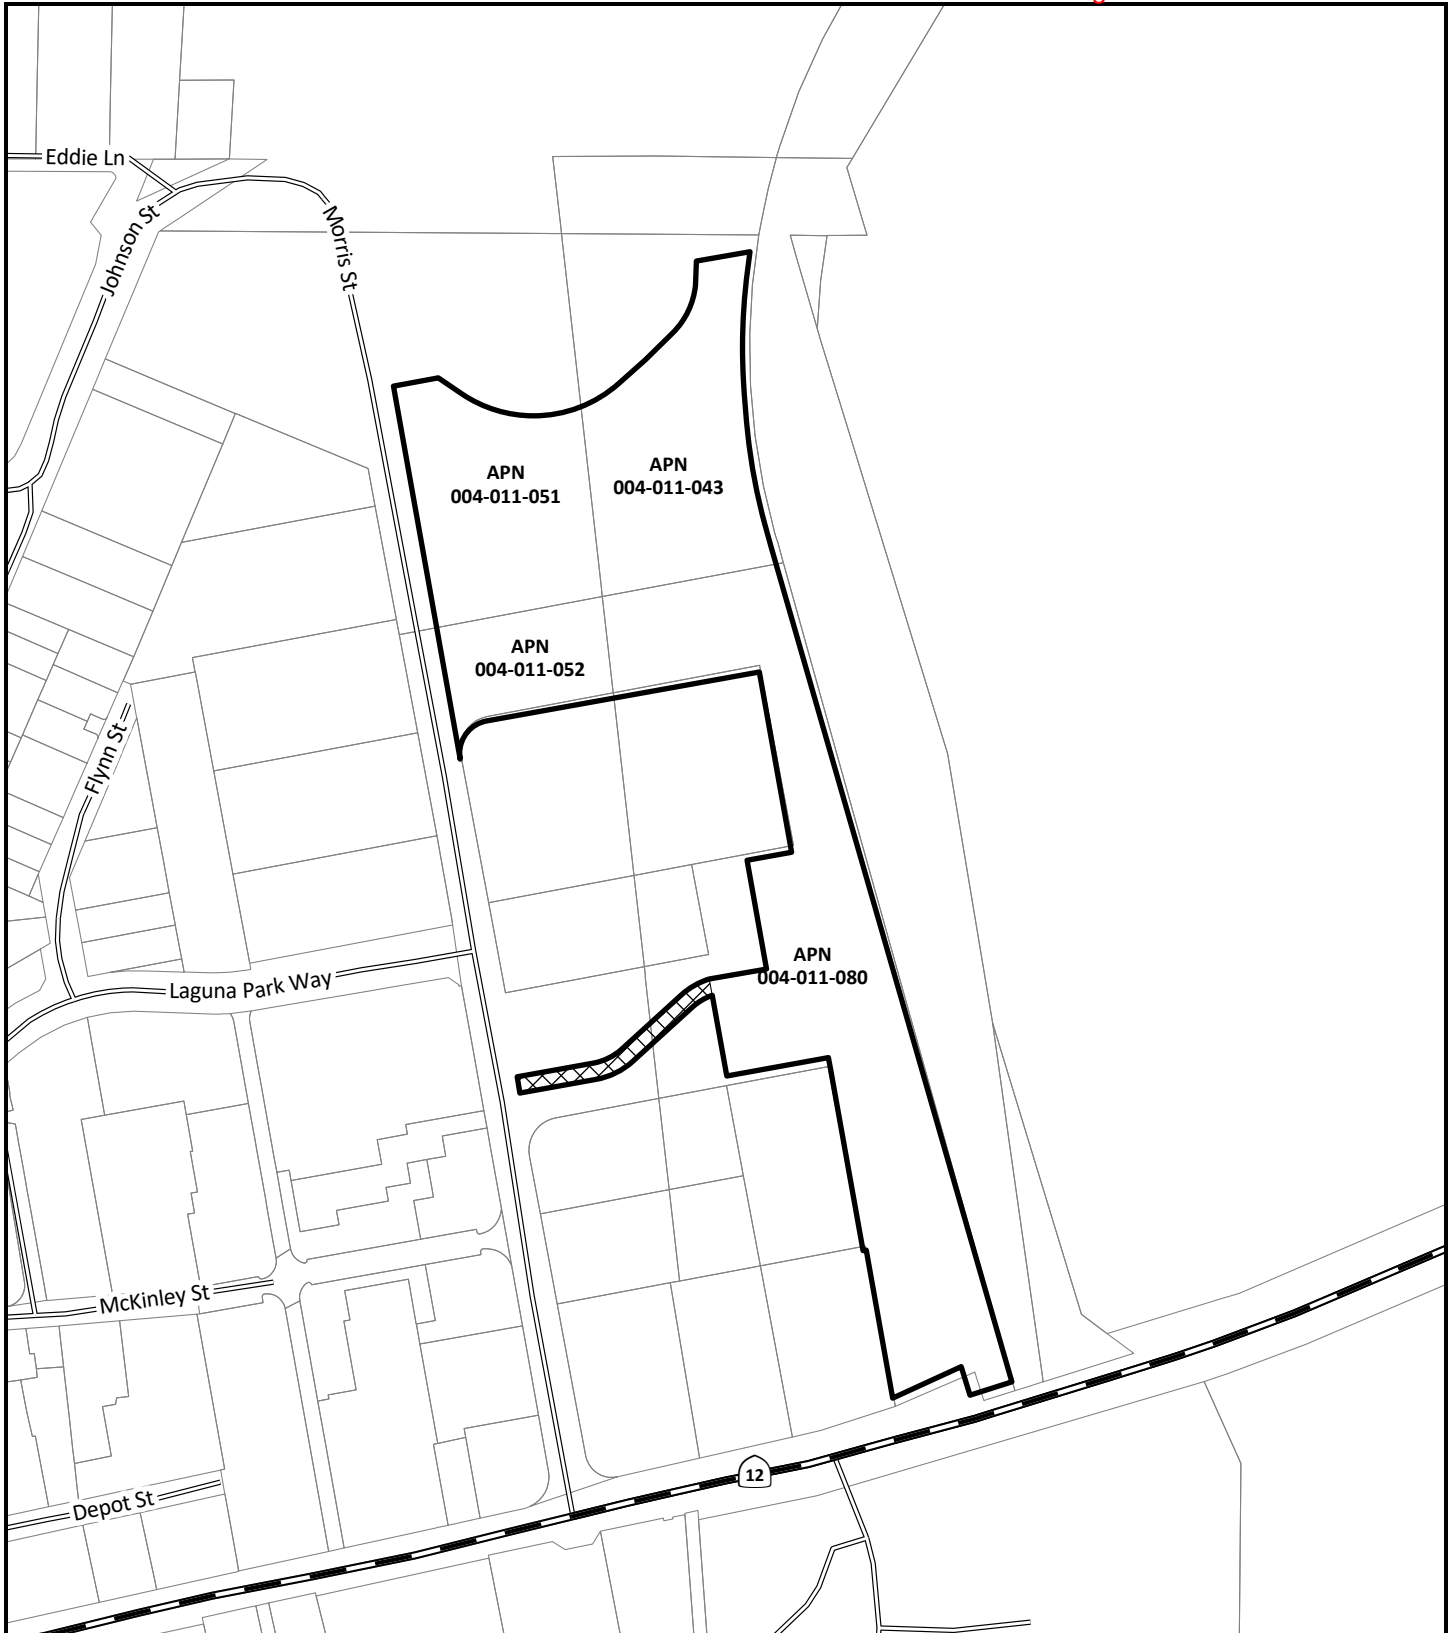 Eddie Ln
Johnson St
Morris St
APN
004-011-051
APN
004-011-043
APN
004-011-052
Flynn St
APN
004-011-080
Laguna Park Way
McKinley St
12
Depot St